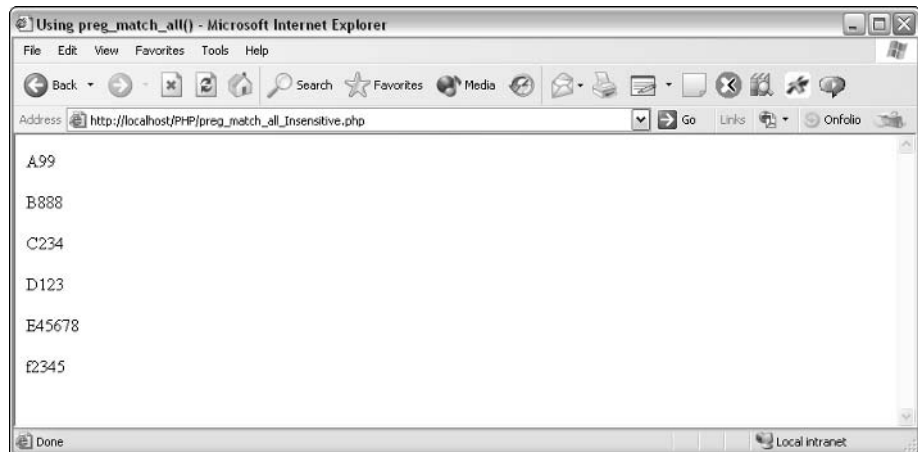 Using preg_match_all() - Microsoft Internet Explorer
File Edit View Favorites Tools Help
Back Search Favorites Media
Address http://localhost/PHP/preg_match_all_Insensitive.php Go Links Onfolio
A99
B888
C234
D123
E45678
f2345
Done Local intranet